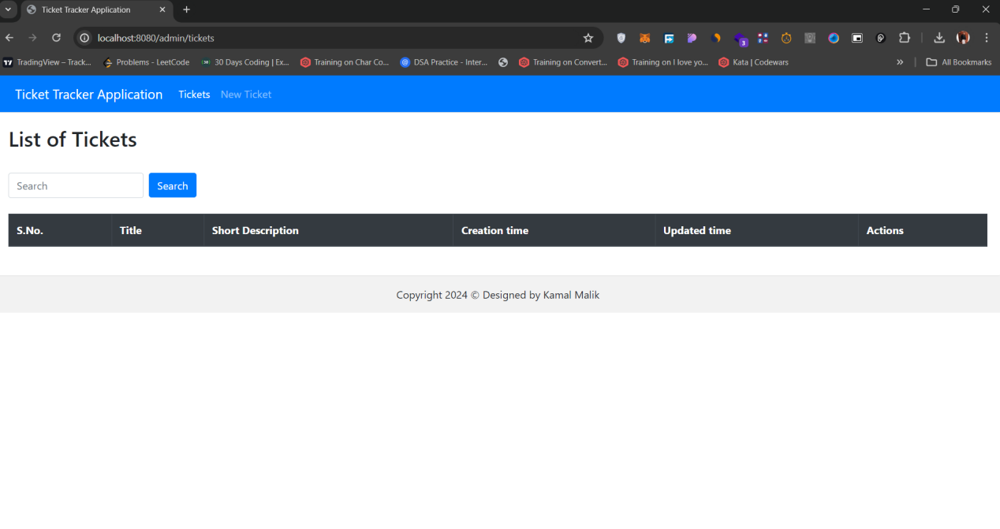 Ticket Tracker Application
localhost:8080/admin/tickets
3
TradingView – Track... Problems - LeetCode 30 Days Coding | Ex... Training on Char Co... DSA Practice - Inter... Training on Convert... Training on I love yo... Kata | Codewars » All Bookmarks
Ticket Tracker Application Tickets New Ticket
List of Tickets
Search Search
S.No. Title Short Description Creation time Updated time Actions
Copyright 2024 © Designed by Kamal Malik